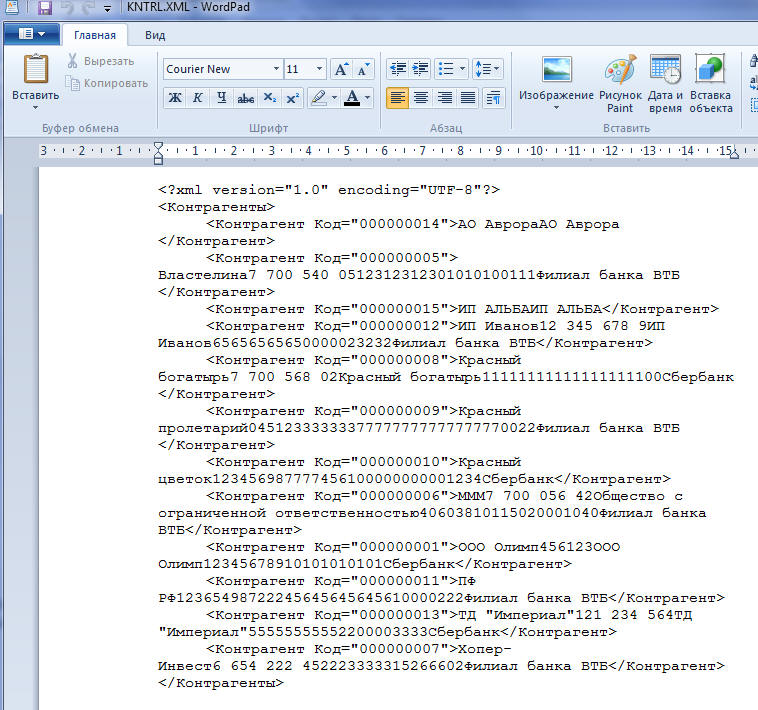 KNTRL.XML - WordPad
Главная Вид
Вставить
Вырезать
Копировать
Буфер обмена
Courier New 11
Ж К Ч abc X₂ X² A
Шрифт
Абзац
Изображение Рисунок Paint Дата и время Вставка объекта
Вставить
3 2 1 1 2 3 4 5 6 7 8 9 10 11 12 13 14 15
<?xml version="1.0" encoding="UTF-8"?>
<Контрагенты>
<Контрагент Код="000000014">АО АврораАО Аврора
</Контрагент>
<Контрагент Код="000000005">
Властелина7 700 540 0512312312301010100111Филиал банка ВТБ
</Контрагент>
<Контрагент Код="000000015">ИП АЛЬБАИП АЛЬБА</Контрагент>
<Контрагент Код="000000012">ИП Иванов12 345 678 9ИП
Иванов65656565650000023232Филиал банка ВТБ</Контрагент>
<Контрагент Код="000000008">Красный
богатырь7 700 568 02Красный богатырь11111111111111111100Сбербанк
</Контрагент>
<Контрагент Код="000000009">Красный
пролетарий04512333333377777777777777770022Филиал банка ВТБ
</Контрагент>
<Контрагент Код="000000010">Красный
цветок123456987777456100000000001234Сбербанк</Контрагент>
<Контрагент Код="000000006">МММ7 700 056 42Общество с
ограниченной ответственностью40603810115020001040Филиал банка
ВТБ</Контрагент>
<Контрагент Код="000000001">ООО Олимп456123ООО
Олимп12345678910101010101Сбербанк</Контрагент>
<Контрагент Код="000000011">ПФ
РФ12365498722245645645645610000222Филиал банка ВТБ</Контрагент>
<Контрагент Код="000000013">ТД "Империал"121 234 564ТД
"Империал"55555555552200003333Сбербанк</Контрагент>
<Контрагент Код="000000007">Хопер-
Инвест6 654 222 452223333315266602Филиал банка ВТБ</Контрагент>
</Контрагенты>